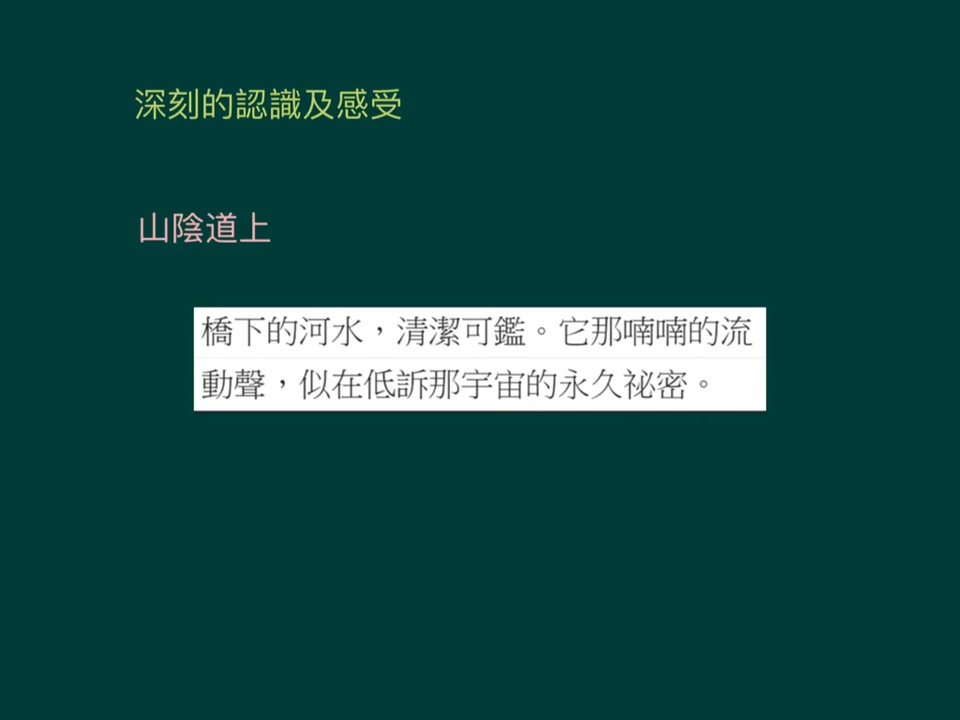 深刻的認識及感受
山陰道上
橋下的河水，清潔可鑑。它那喃喃的流
動聲，似在低訴那宇宙的永久祕密。